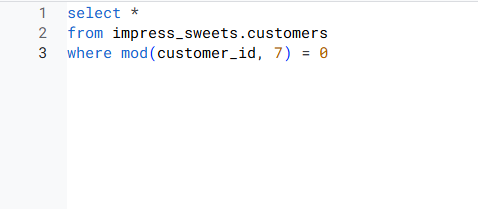 1 select *
2 from impress_sweets.customers
3 where mod(customer_id, 7) = 0